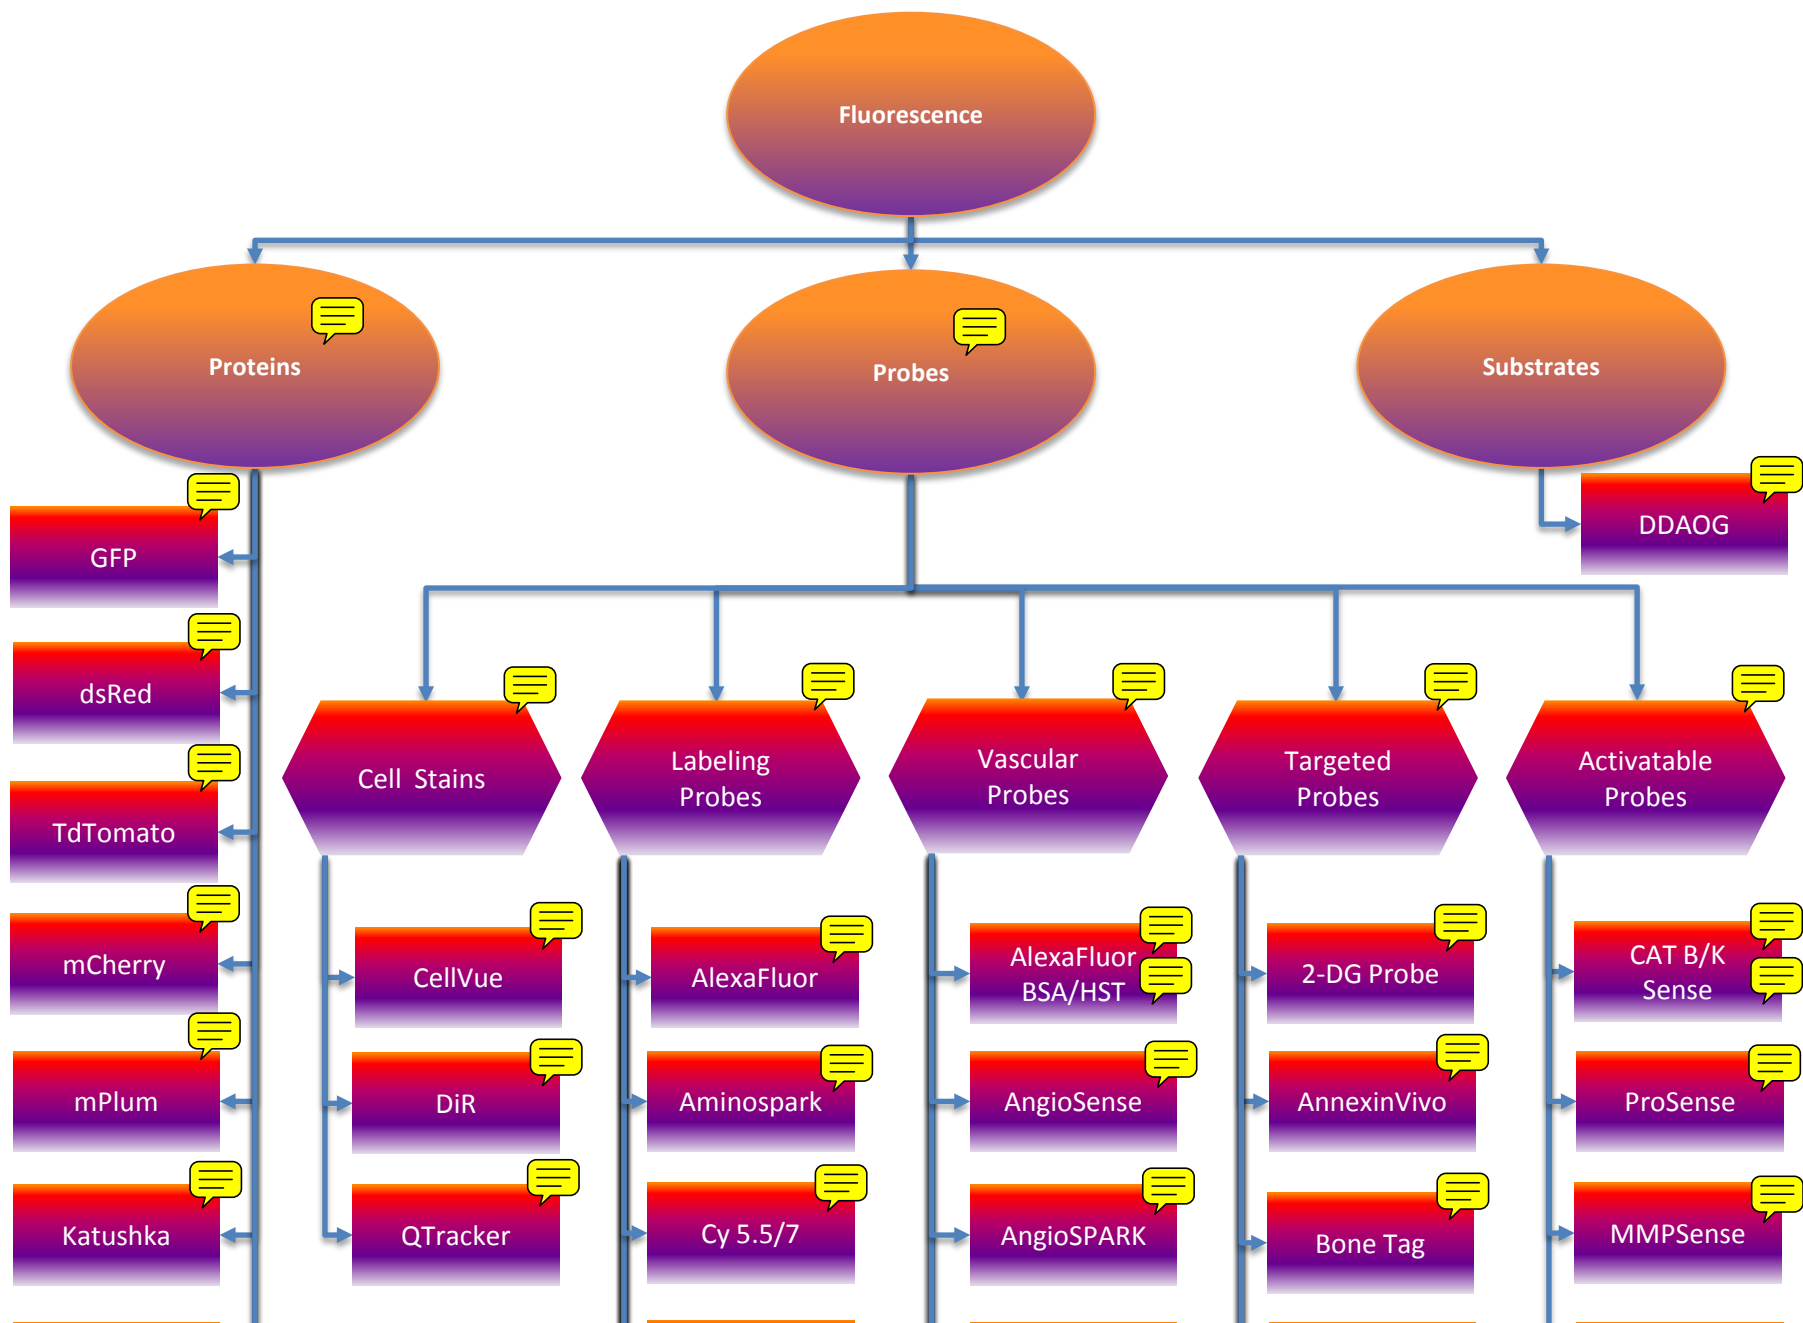 Fluorescence
Proteins
Probes
Substrates
GFP
dsRed
TdTomato
mCherry
mPlum
Katushka
DDAOG
Cell Stains
Labeling
Probes
Vascular
Probes
Targeted
Probes
Activatable
Probes
CellVue
DiR
QTracker
AlexaFluor
Aminospark
Cy 5.5/7
AlexaFluor
BSA/HST
AngioSense
AngioSPARK
2-DG Probe
AnnexinVivo
Bone Tag
CAT B/K
Sense
ProSense
MMPSense